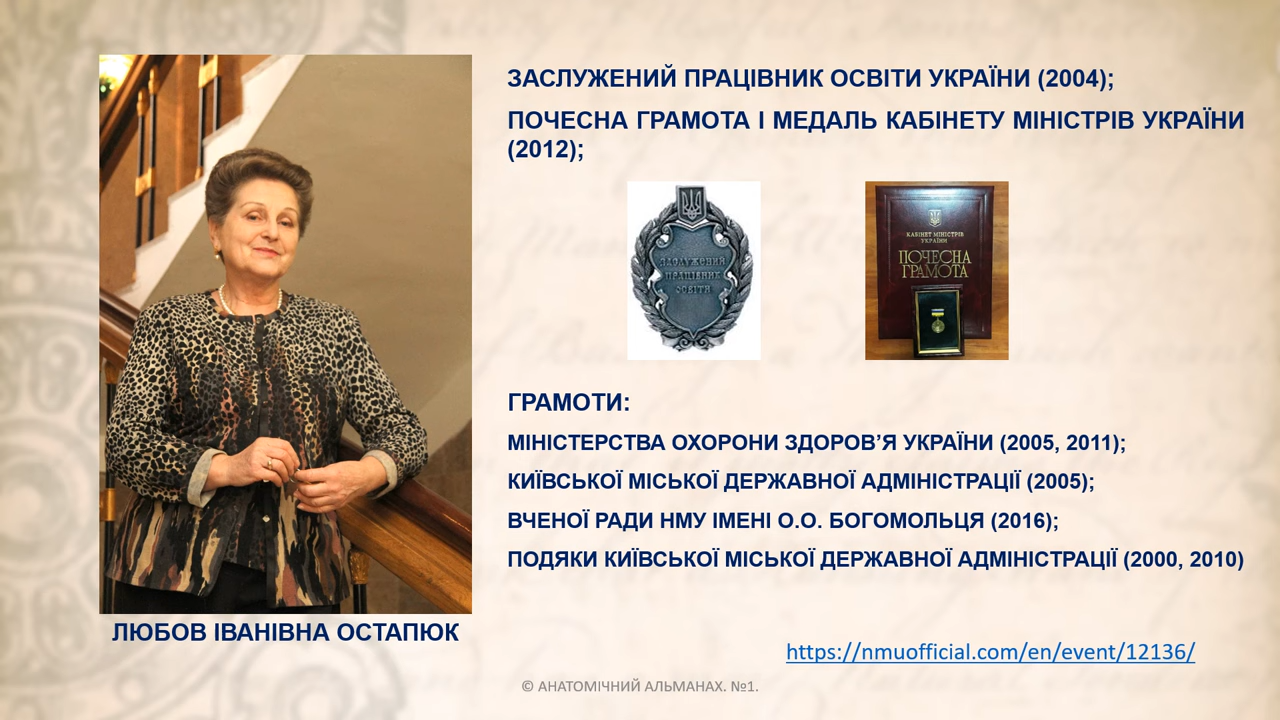 ЗАСЛУЖЕНИЙ ПРАЦІВНИК ОСВІТИ УКРАЇНИ (2004);
ПОЧЕСНА ГРАМОТА І МЕДАЛЬ КАБІНЕТУ МІНІСТРІВ УКРАЇНИ
(2012);
ЗАСЛУЖЕНИЙ
ПРАЦІВНИК
ОСВІТИ
КАБІНЕТ МІНІСТРІВ
УКРАЇНИ
ПОЧЕСНА
ГРАМОТА
ГРАМОТИ:
МІНІСТЕРСТВА ОХОРОНИ ЗДОРОВ’Я УКРАЇНИ (2005, 2011);
КИЇВСЬКОЇ МІСЬКОЇ ДЕРЖАВНОЇ АДМІНІСТРАЦІЇ (2005);
ВЧЕНОЇ РАДИ НМУ ІМЕНІ О.О. БОГОМОЛЬЦЯ (2016);
ПОДЯКИ КИЇВСЬКОЇ МІСЬКОЇ ДЕРЖАВНОЇ АДМІНІСТРАЦІЇ (2000, 2010)
ЛЮБОВ ІВАНІВНА ОСТАПЮК
https://nmuofficial.com/en/event/12136/
© АНАТОМІЧНИЙ АЛЬМАНАХ. №1.